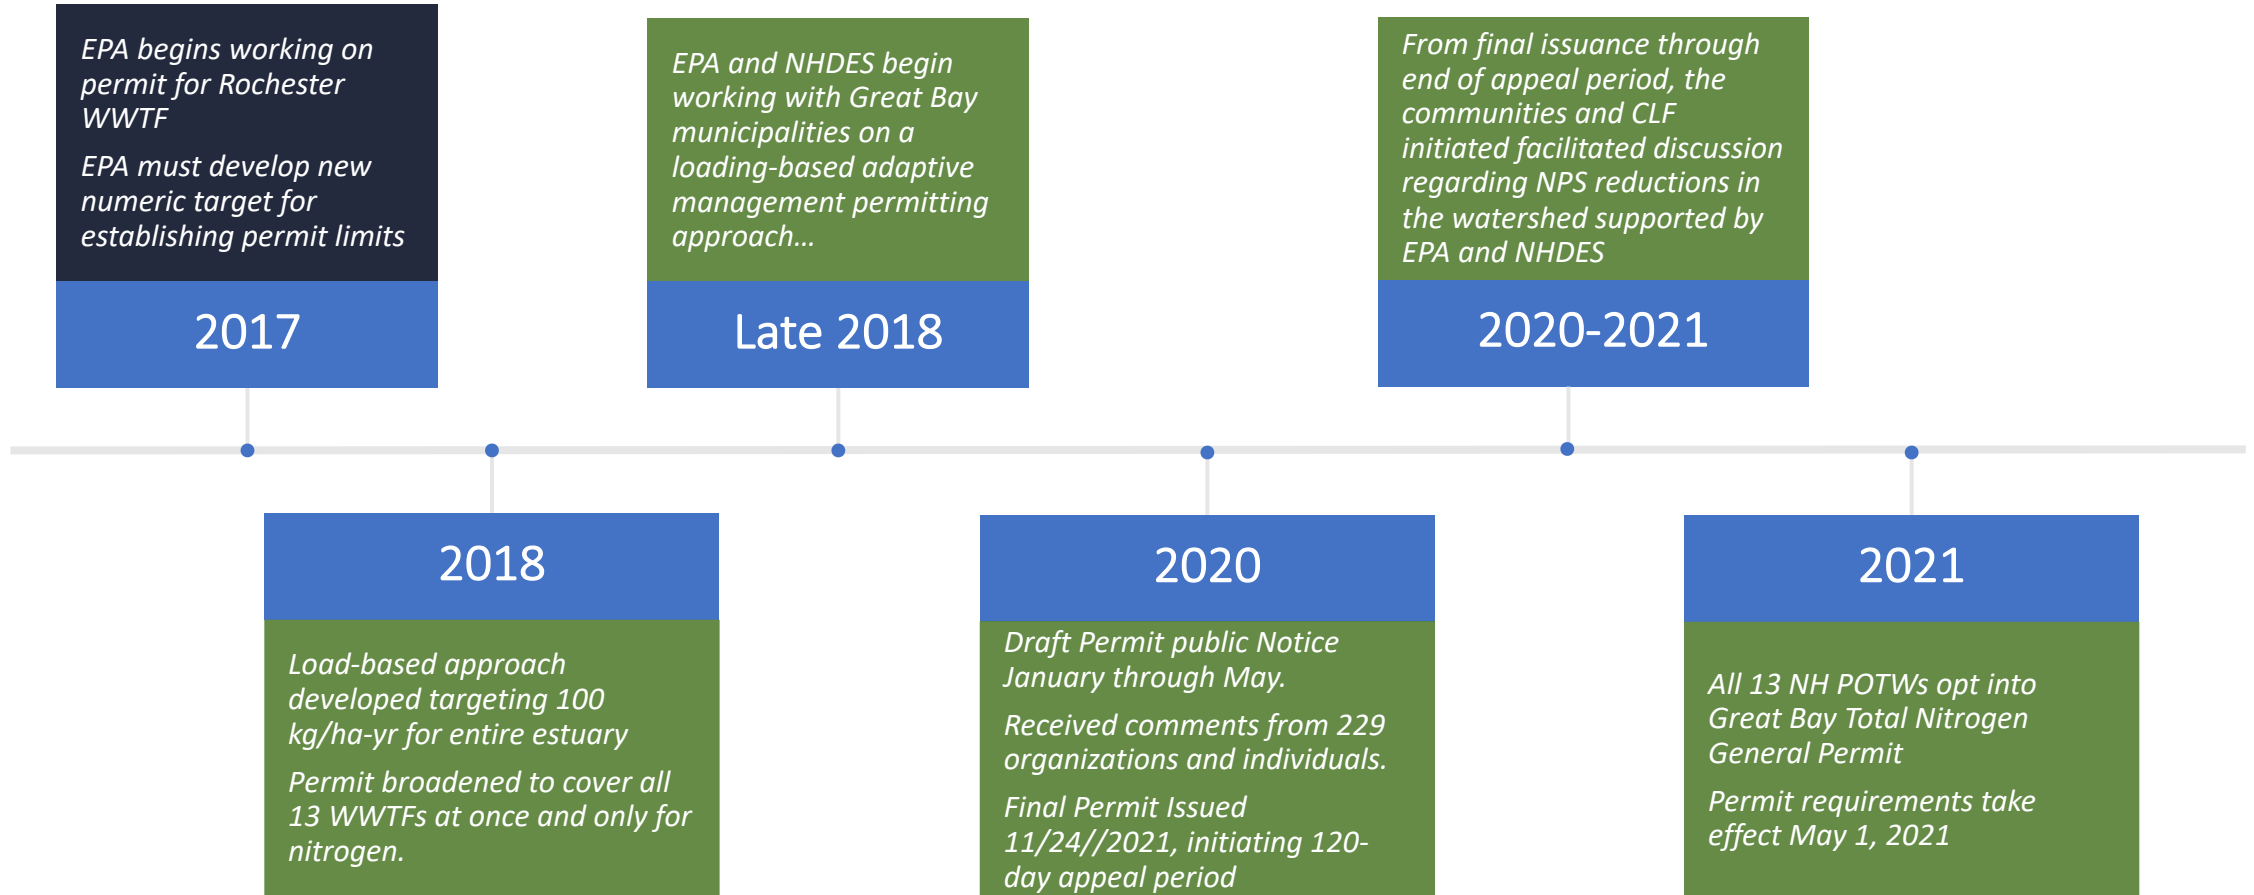 EPA begins working on
permit for Rochester
WWTF
EPA must develop new
numeric target for
establishing permit limits
2017
2018
Load-based approach
developed targeting 100
kg/ha-yr for entire estuary
Permit broadened to cover all
13 WWTFs at once and only for
nitrogen.
EPA and NHDES begin
working with Great Bay
municipalities on a
loading-based adaptive
management permitting
approach…
Late 2018
2020
Draft Permit public Notice
January through May.
Received comments from 229
organizations and individuals.
Final Permit Issued
11/24//2021, initiating 120-
day appeal period
From final issuance through
end of appeal period, the
communities and CLF
initiated facilitated discussion
regarding NPS reductions in
the watershed supported by
EPA and NHDES
2020-2021
2021
All 13 NH POTWs opt into
Great Bay Total Nitrogen
General Permit
Permit requirements take
effect May 1, 2021